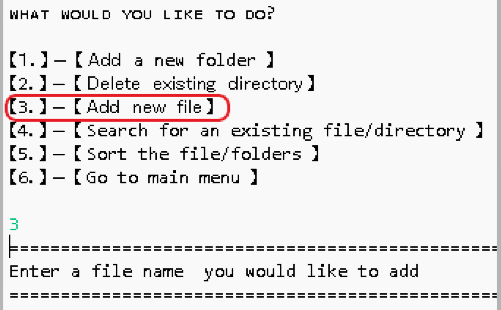 WHAT WOULD YOU LIKE TO DO?
【1.】—【 Add a new folder 】
【2.】—【 Delete existing directory】
【3.】—【 Add new file】
【4.】—【 Search for an existing file/directory 】
【5.】—【 Sort the file/folders 】
【6.】—【 Go to main menu 】
3
================================================
Enter a file name  you would like to add
================================================